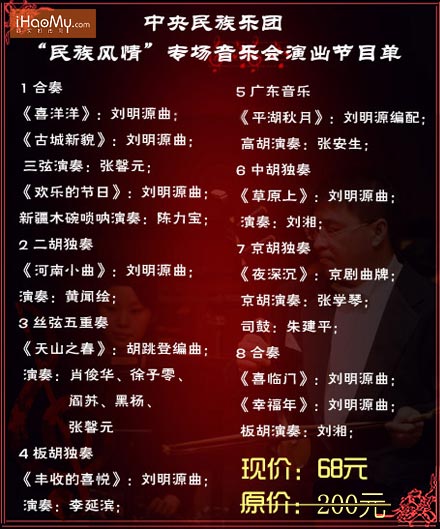 iHaoMy.com
中央民族乐团
“民族风情”专场音乐会演出节目单
1 合奏
《喜洋洋》：刘明源曲；
《古城新貌》：刘明源曲；
三弦演奏：张馨元；
《欢乐的节日》：刘明源曲；
新疆木碗唢呐演奏：陈力宝；
2 二胡独奏
《河南小曲》：刘明源曲；
演奏：黄闻绘；
3 丝弦五重奏
《天山之春》：胡跳登编曲；
演奏：肖俊华、徐予零、
阎苏、黑杨、
张馨元
4 板胡独奏
《丰收的喜悦》：刘明源曲；
演奏：李延滨；
5 广东音乐
《平湖秋月》：刘明源编配；
高胡演奏：张安生；
6 中胡独奏
《草原上》：刘明源曲；
演奏：刘湘；
7 京胡独奏
《夜深沉》：京剧曲牌；
京胡演奏：张学琴；
司鼓：朱建平；
8 合奏
《喜临门》：刘明源曲；
《幸福年》：刘明源曲；
板胡演奏：刘湘；
现价：68元
原价：200元